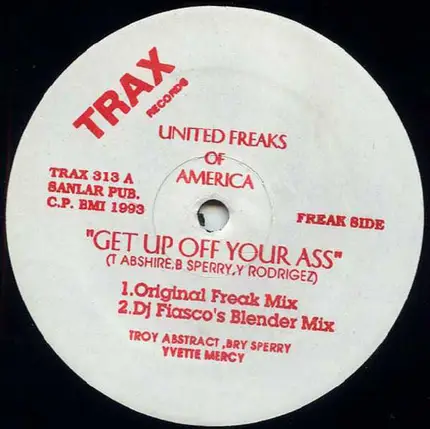 TRAX
RECORDS
UNITED FREAKS
OF
AMERICA
TRAX 313 A
SANLAR PUB.
C.P. BMI 1993
FREAK SIDE
"GET UP OFF YOUR ASS"
(T ABSHIRE,B SPERRY,Y RODRIGEZ)
1.Original Freak Mix
2.Dj Fiasco's Blender Mix
TROY ABSTRACT ,BRY SPERRY
YVETTE MERCY